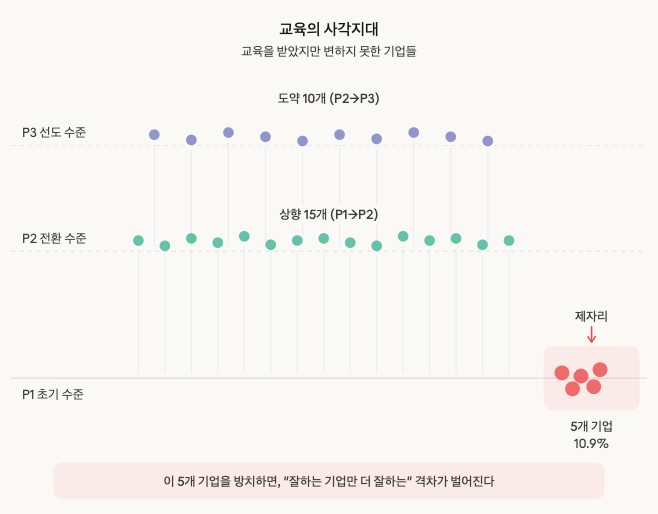 교육의 사각지대
교육을 받았지만 변하지 못한 기업들
도약 10개 (P2→P3)
P3 선도 수준
상향 15개 (P1→P2)
P2 전환 수준
제자리
P1 초기 수준
5개 기업
10.9%
이 5개 기업을 방치하면, "잘하는 기업만 더 잘하는" 격차가 벌어진다